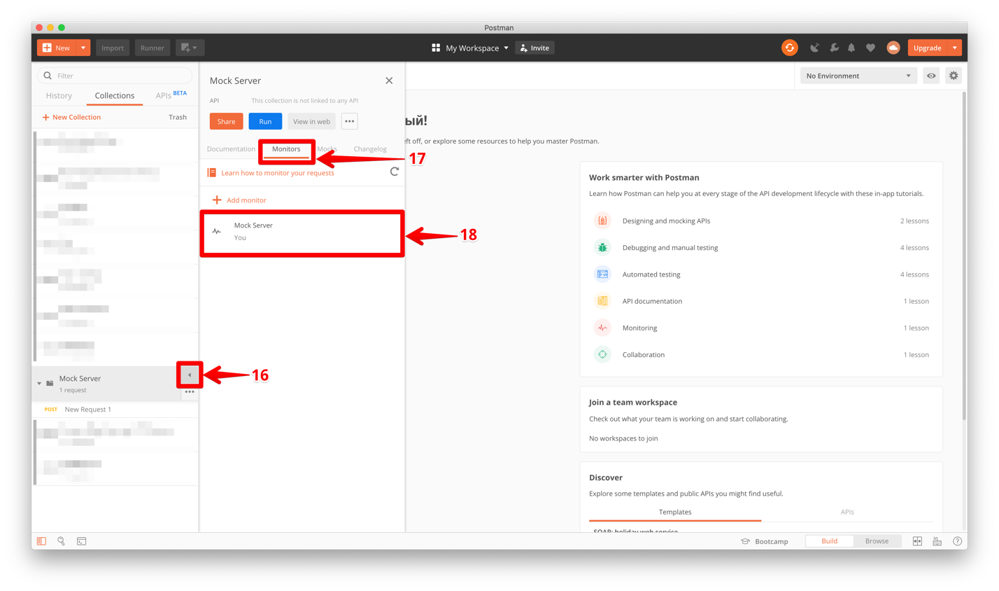 Postman
New
Import
Runner
My Workspace
Invite
Upgrade
Filter
History
Collections
APIs BETA
New Collection
Trash
Mock Server
1 request
POST New Request 1
16
Mock Server
API
This collection is not linked to any API
Share
Run
View in web
Documentation
Monitors
Mocks
Changelog
17
Learn how to monitor your requests
Add monitor
Mock Server
You
18
No Environment
ый!
eft off, or explore some resources to help you master Postman.
Work smarter with Postman
Learn how Postman can help you at every stage of the API development lifecycle with these in-app tutorials.
Designing and mocking APIs 2 lessons
Debugging and manual testing 4 lessons
Automated testing 4 lessons
API documentation 1 lesson
Monitoring 1 lesson
Collaboration 1 lesson
Join a team workspace
Check out what your team is working on and start collaborating.
No workspaces to join
Discover
Explore some templates and public APIs you might find useful.
Templates
APIs
SOAP: holiday web service
Bootcamp
Build
Browse